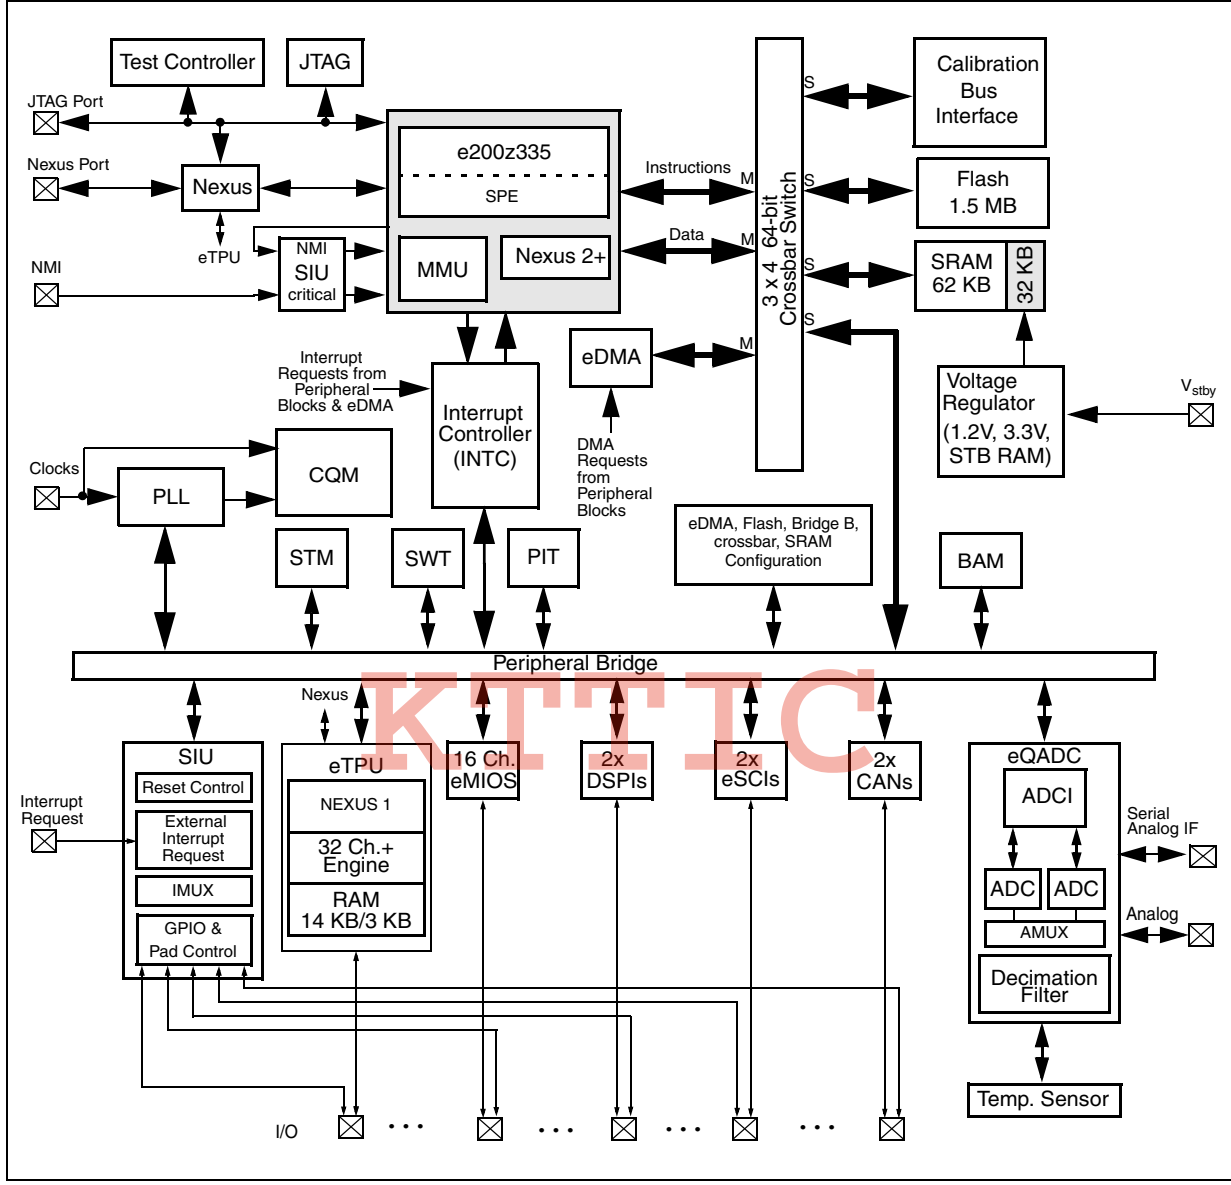 Test Controller
JTAG
JTAG Port
Nexus Port
Nexus
eTPU
NMI
NMI
SIU
critical
e200z335
SPE
MMU
Nexus 2+
Instructions
M
Data
M
M
3 x 4 64-bit
Crossbar Switch
S
S
S
S
Calibration
Bus
Interface
Flash
1.5 MB
SRAM
62 KB
32 KB
Voltage
Regulator
(1.2V, 3.3V,
STB RAM)
Vstby
Interrupt
Requests from
Peripheral
Blocks & eDMA
Interrupt
Controller
(INTC)
eDMA
DMA
Requests
from
Peripheral
Blocks
Clocks
PLL
CQM
STM
SWT
PIT
eDMA, Flash, Bridge B,
crossbar, SRAM
Configuration
BAM
Peripheral Bridge
KTTIC
SIU
Reset Control
External
Interrupt
Request
IMUX
GPIO &
Pad Control
Interrupt
Request
Nexus
eTPU
NEXUS 1
32 Ch.+
Engine
RAM
14 KB/3 KB
16 Ch.
eMIOS
2x
DSPIs
2x
eSCIs
2x
CANs
eQADC
ADCI
ADC
ADC
AMUX
Decimation
Filter
Serial
Analog IF
Analog
Temp. Sensor
I/O